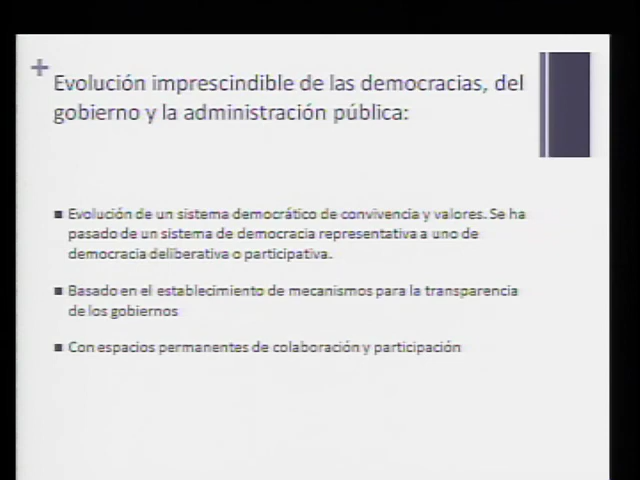 +
Evolución imprescindible de las democracias, del
gobierno y la administración pública:
■ Evolución de un sistema democrático de convivencia y valores. Se ha
pasado de un sistema de democracia representativa a uno de
democracia deliberativa o participativa.
■ Basado en el establecimiento de mecanismos para la transparencia
de los gobiernos
■ Con espacios permanentes de colaboración y participación